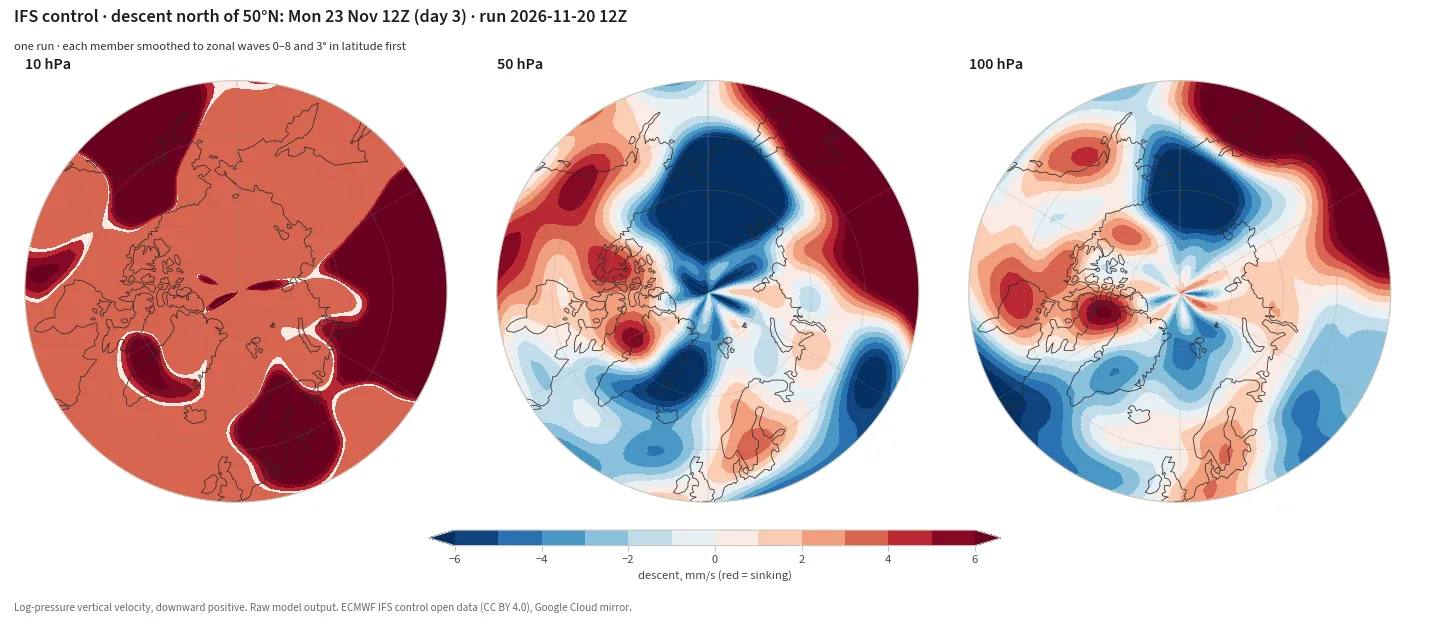 IFS control · descent north of 50°N: Mon 23 Nov 12Z (day 3) · run 2026-11-20 12Z
one run · each member smoothed to zonal waves 0–8 and 3° in latitude first
10 hPa
50 hPa
100 hPa
−6 −4 −2 0 2 4 6
descent, mm/s (red = sinking)
Log-pressure vertical velocity, downward positive. Raw model output. ECMWF IFS control open data (CC BY 4.0), Google Cloud mirror.